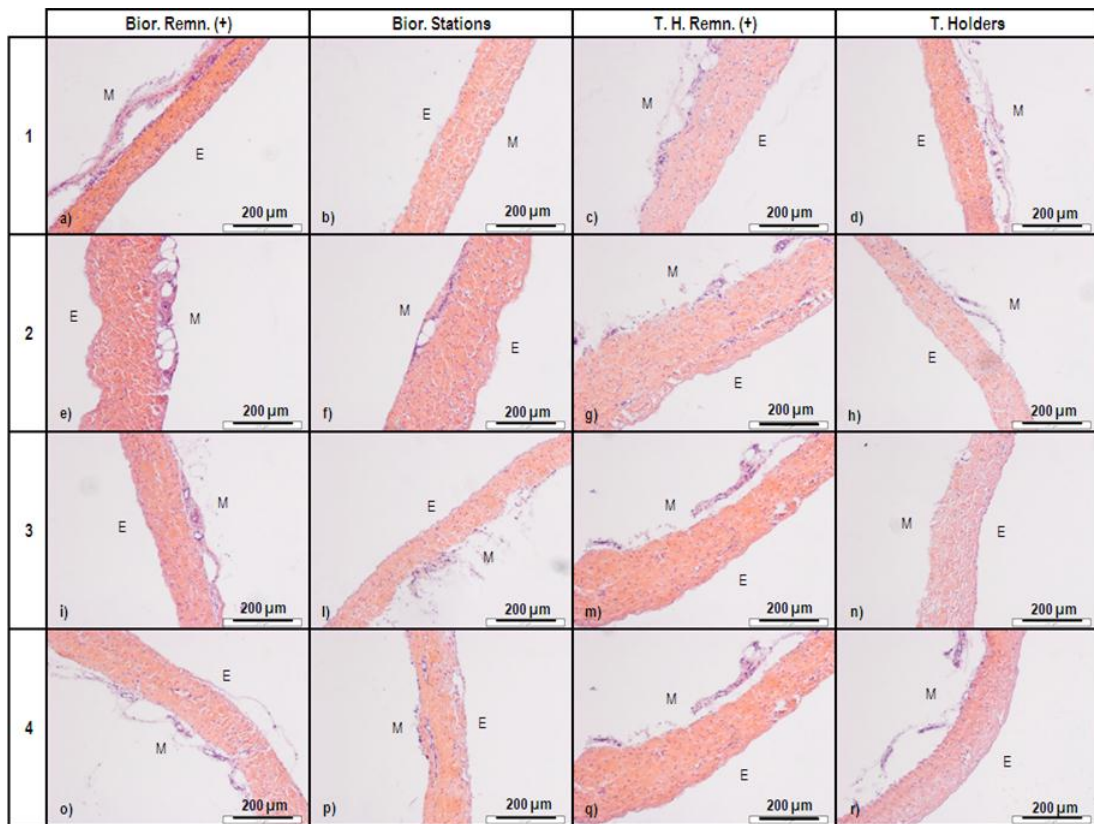 Bior. Remn. (+) Bior. Stations T. H. Remn. (+) T. Holders
1
M E a) 200 µm
E M b) 200 µm
M E c) 200 µm
M E d) 200 µm
2
E M e) 200 µm
M E f) 200 µm
M E g) 200 µm
M E h) 200 µm
3
E M i) 200 µm
E M l) 200 µm
M E m) 200 µm
M E n) 200 µm
4
E M o) 200 µm
M E p) 200 µm
M E q) 200 µm
M E r) 200 µm